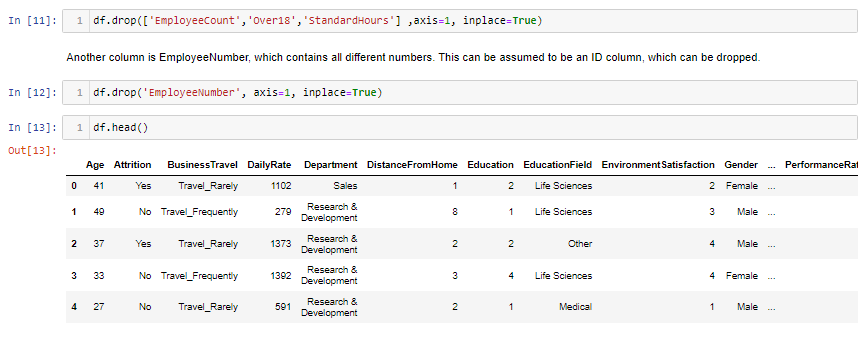 In [11]: 1 df.drop(['EmployeeCount','Over18','StandardHours'] ,axis=1, inplace=True)
Another column is EmployeeNumber, which contains all different numbers. This can be assumed to be an ID column, which can be dropped.
In [12]: 1 df.drop('EmployeeNumber', axis=1, inplace=True)
In [13]: 1 df.head()
Out[13]:
Age Attrition BusinessTravel DailyRate Department DistanceFromHome Education EducationField EnvironmentSatisfaction Gender ... PerformanceRat
0 41 Yes Travel_Rarely 1102 Sales 1 2 Life Sciences 2 Female ...
1 49 No Travel_Frequently 279 Research & Development 8 1 Life Sciences 3 Male ...
2 37 Yes Travel_Rarely 1373 Research & Development 2 2 Other 4 Male ...
3 33 No Travel_Frequently 1392 Research & Development 3 4 Life Sciences 4 Female ...
4 27 No Travel_Rarely 591 Research & Development 2 1 Medical 1 Male ...